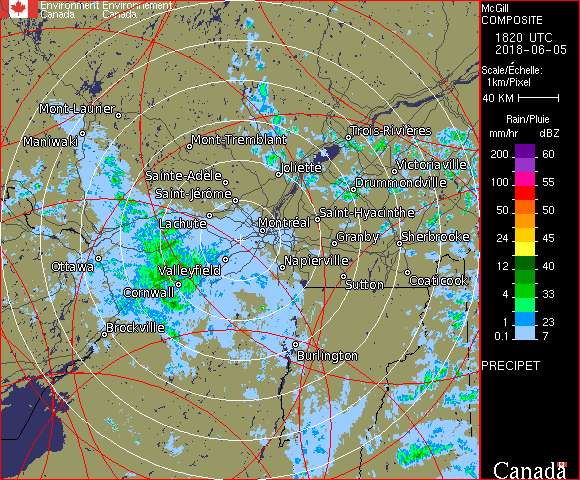 Environment Environnement
Canada Canada
McGill
COMPOSITE
1820 UTC
2018-06-05
Scale/Échelle:
1km/Pixel
40 KM
Rain/Pluie
mm/hr dBZ
200 60
100 55
50 50
24 45
12 40
4 33
1 23
0.1 7
PRECIPET
Canada
Mont-Laurier
Maniwaki
Mont-Tremblant
Trois-Rivières
Sainte-Adèle
Joliette
Victoriaville
Saint-Jérôme
Drummondville
Lachute
Montréal
Saint-Hyacinthe
Granby
Sherbrooke
Ottawa
Valleyfield
Napierville
Cornwall
Sutton
Coaticook
Brockville
Burlington